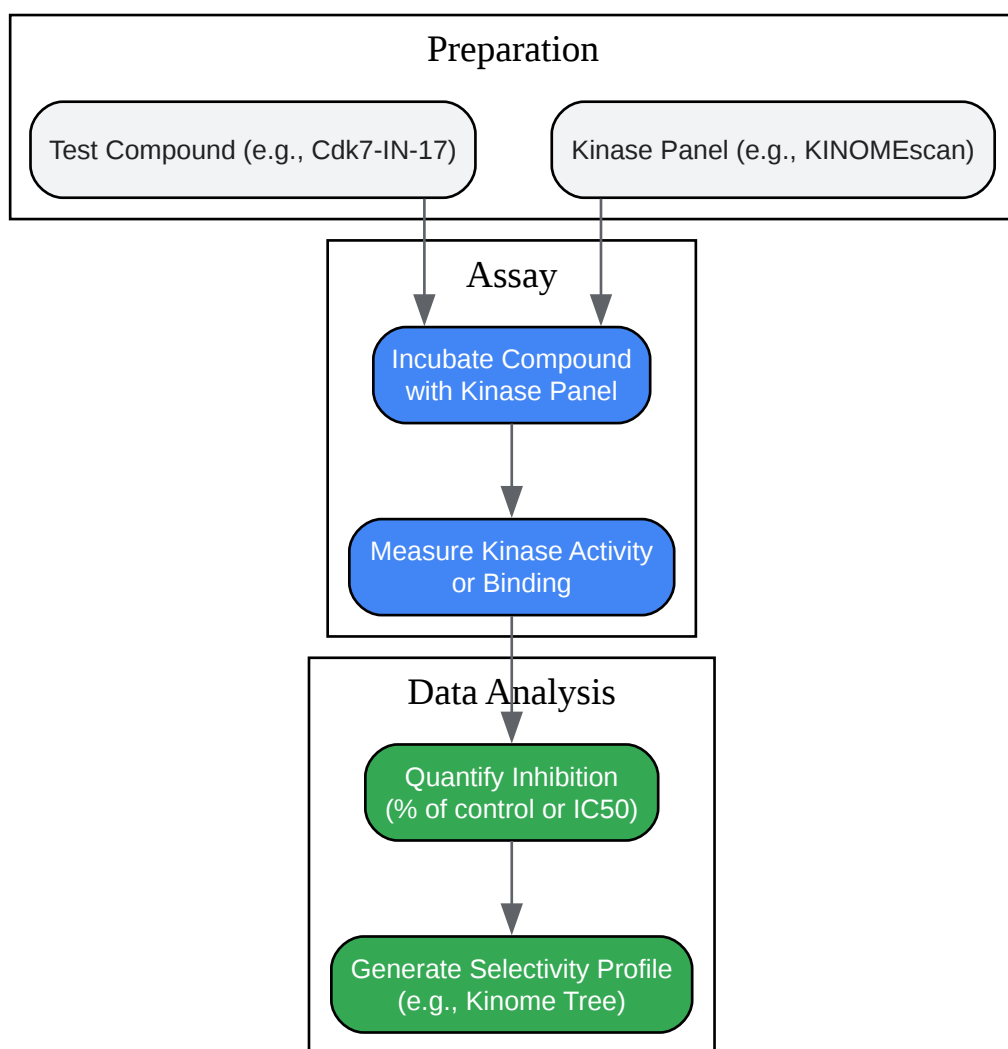 Preparation
Test Compound (e.g., Cdk7-IN-17)
Kinase Panel (e.g., KINOMEscan)
Assay
Incubate Compound
with Kinase Panel
Measure Kinase Activity
or Binding
Data Analysis
Quantify Inhibition
(% of control or IC50)
Generate Selectivity Profile
(e.g., Kinome Tree)